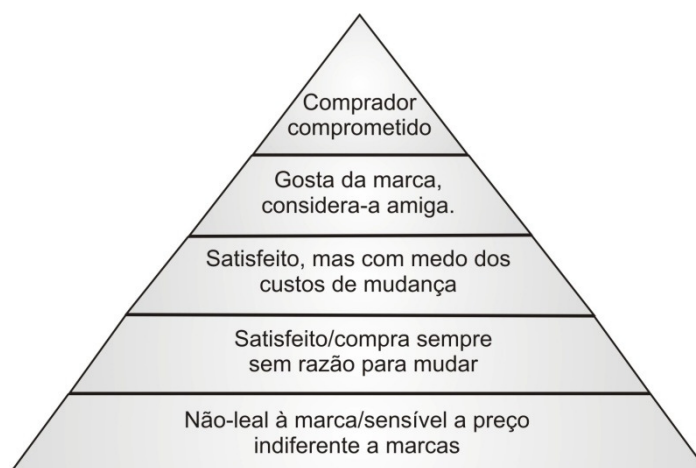 Comprador
comprometido
Gosta da marca,
considera-a amiga.
Satisfeito, mas com medo dos
custos de mudança
Satisfeito/compra sempre
sem razão para mudar
Não-leal à marca/sensível a preço
indiferente a marcas